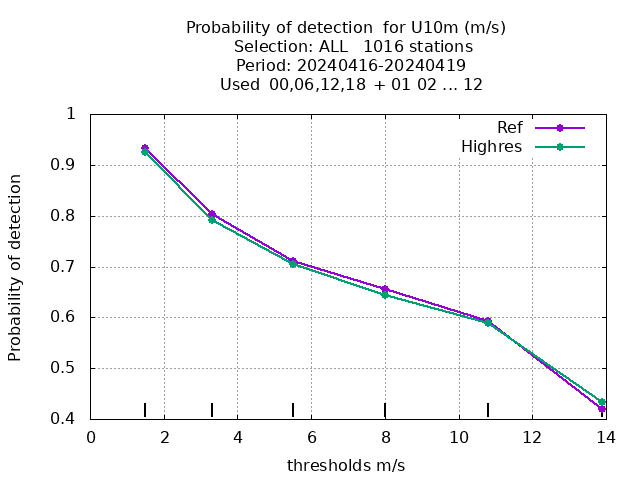 Probability of detection  for U10m (m/s)
Selection: ALL   1016 stations
Period: 20240416-20240419
Used  00,06,12,18  + 01 02 ... 12
Ref
Highres
Probability of detection
1
0.9
0.8
0.7
0.6
0.5
0.4
0 2 4 6 8 10 12 14
thresholds m/s